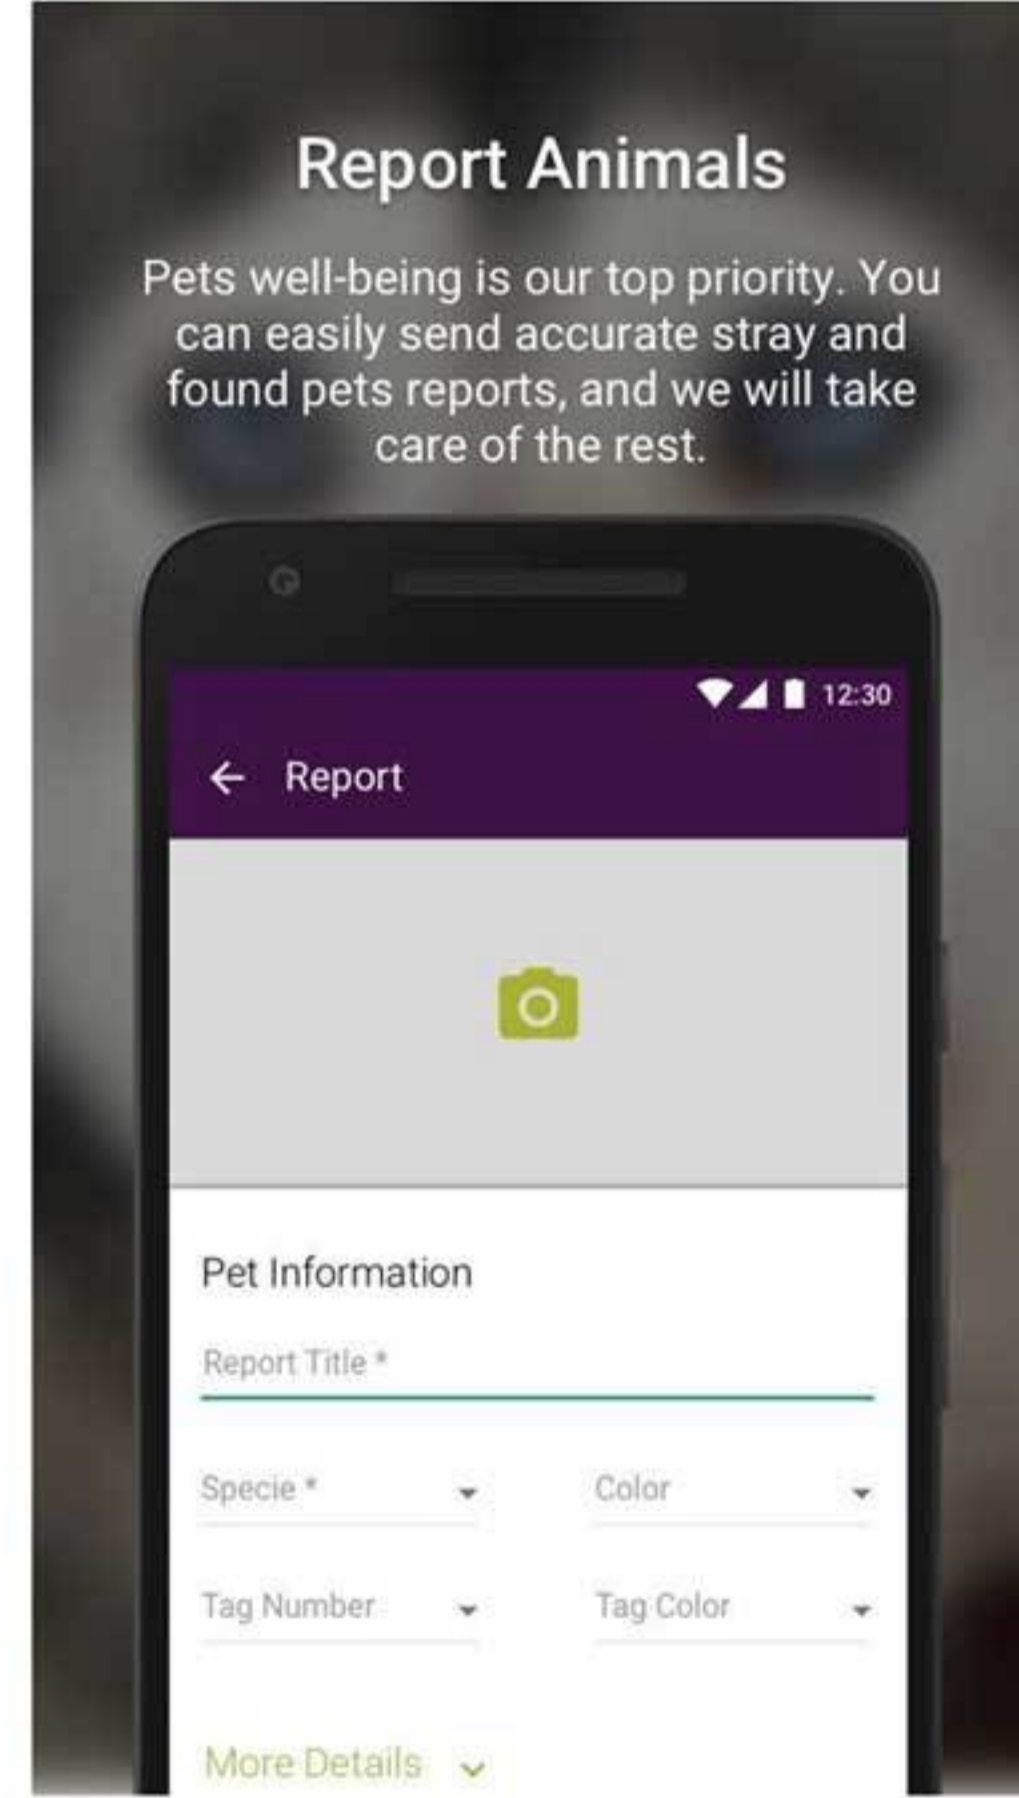 Report Animals
Pets well-being is our top priority. You
can easily send accurate stray and
found pets reports, and we will take
care of the rest.
12:30
Report
Pet Information
Report Title *
Specie * Color
Tag Number Tag Color
More Details